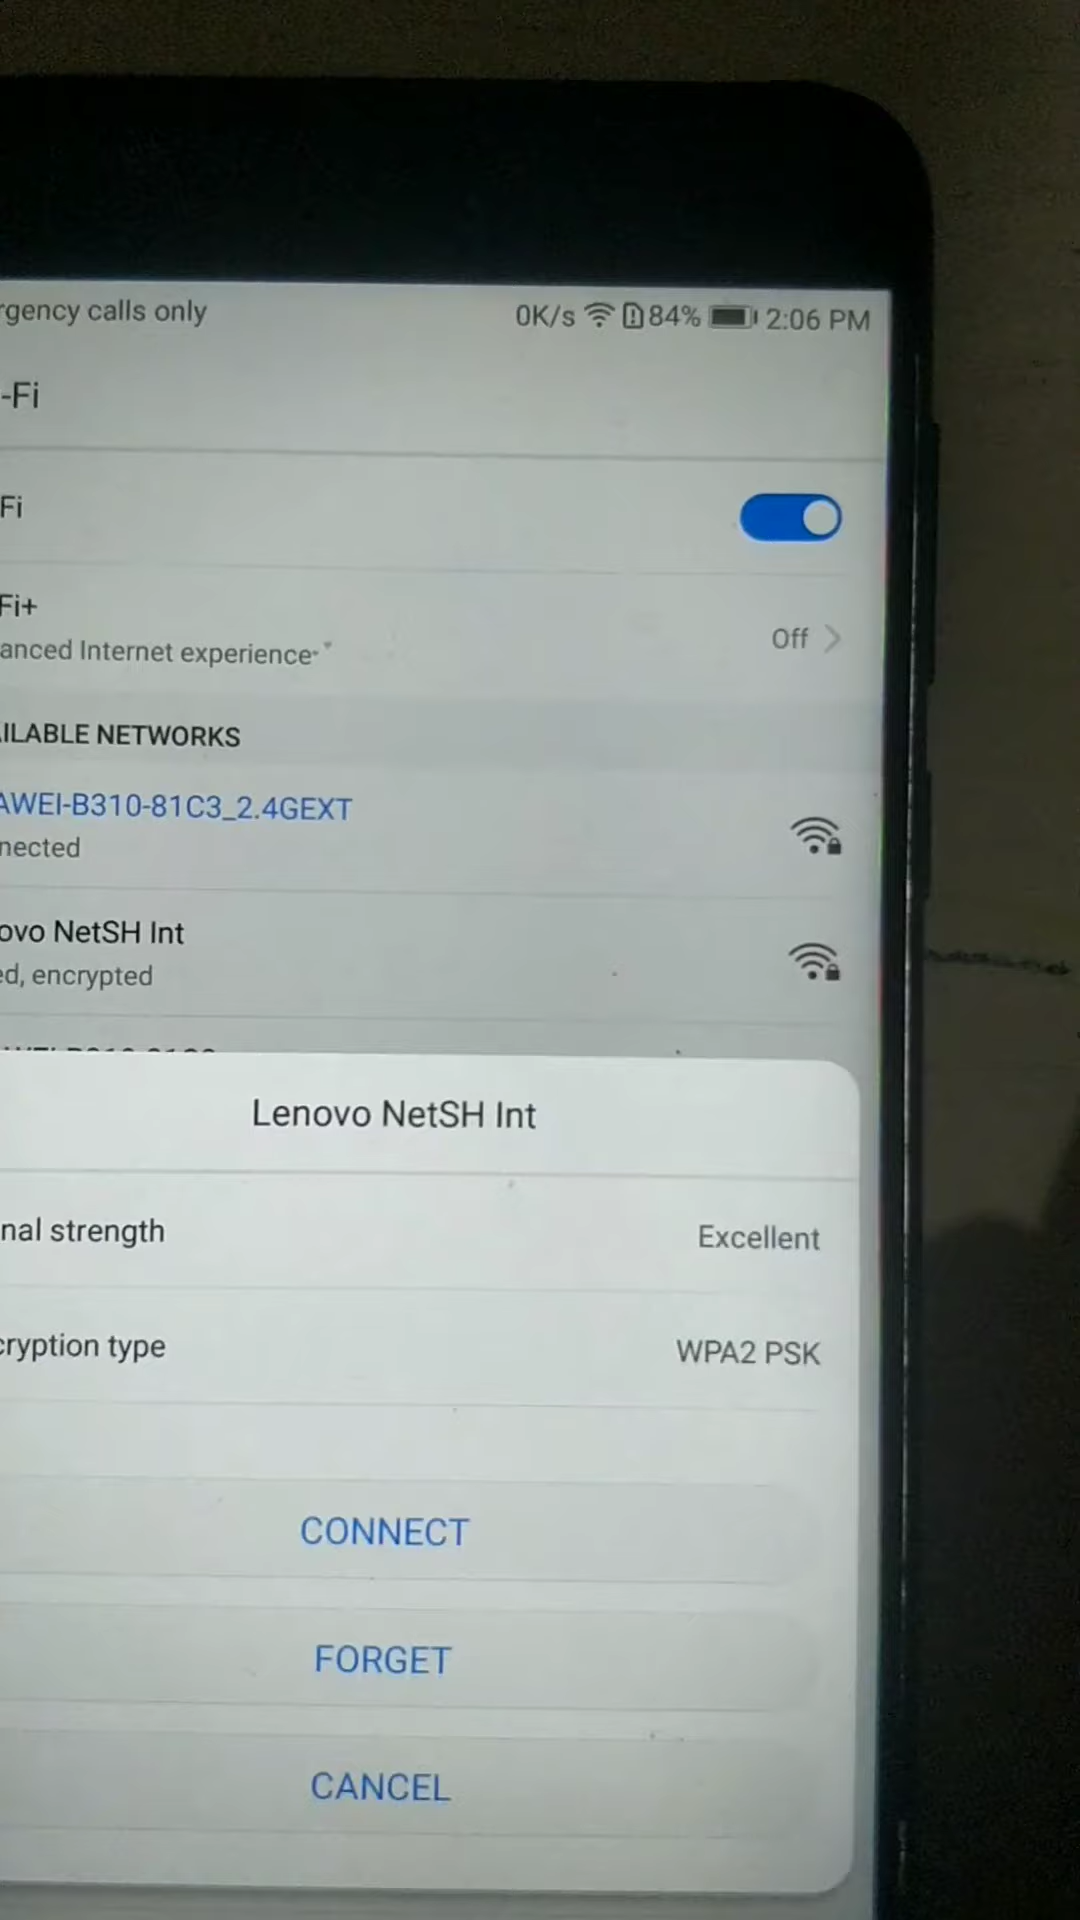 rgency calls only 0K/s 84% 2:06 PM
-Fi
Fi
Fi+
anced Internet experience
Off
ILABLE NETWORKS
AWEI-B310-81C3_2.4GEXT
nected
ovo NetSH Int
ed, encrypted
Lenovo NetSH Int
nal strength Excellent
cryption type WPA2 PSK
CONNECT
FORGET
CANCEL